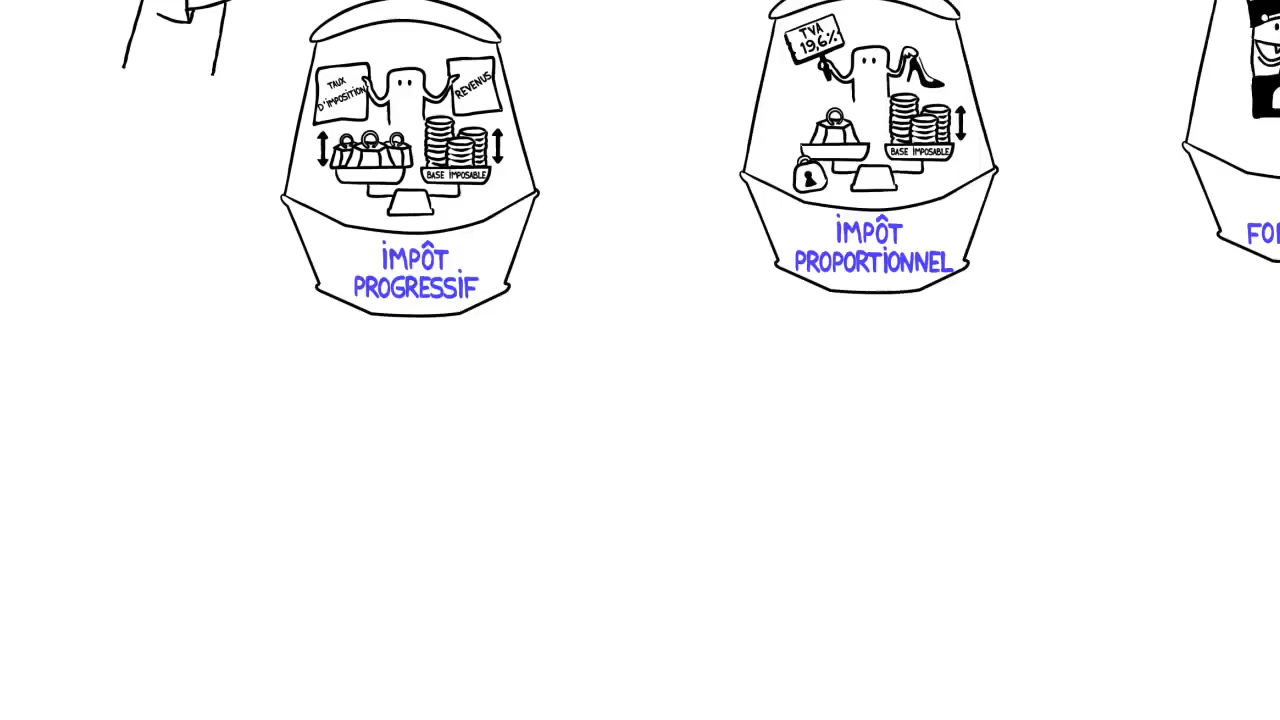 TAUX
D'IMPOSITION
REVENUS
BASE IMPOSABLE
IMPÔT
PROGRESSIF
TVA
19,6%
BASE IMPOSABLE
IMPÔT
PROPORTIONNEL